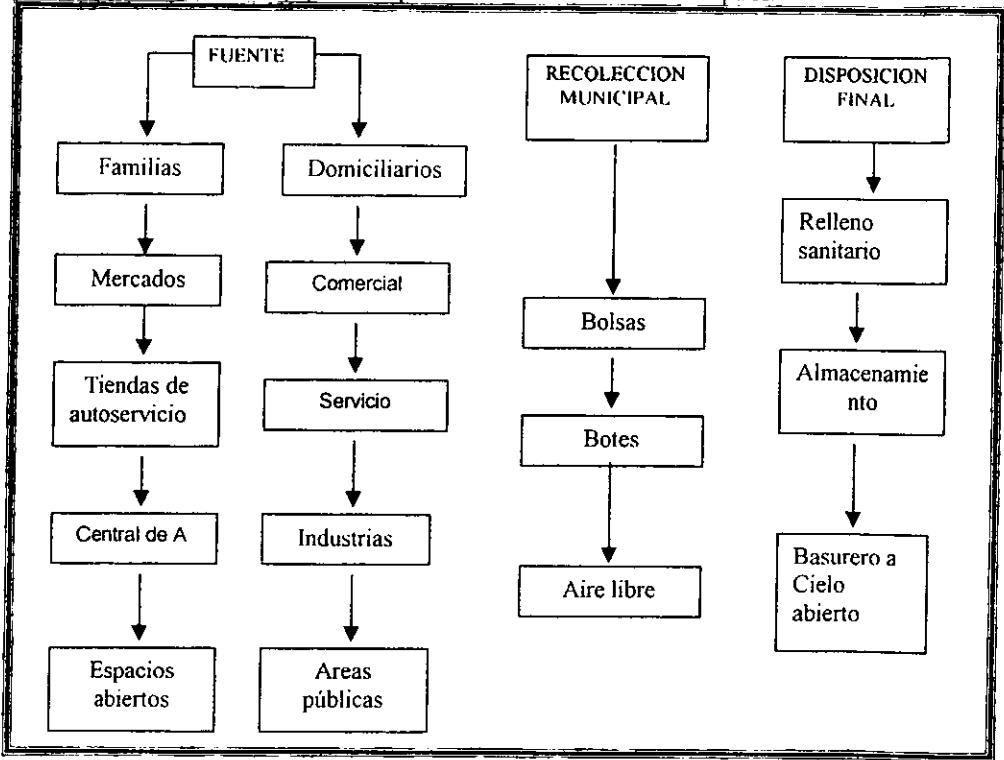 FUENTE
Familias
Mercados
Tiendas de
autoservicio
Central de A
Espacios
abiertos
Domiciliarios
Comercial
Servicio
Industrias
Areas
públicas
RECOLECCION
MUNICIPAL
Bolsas
Botes
Aire libre
DISPOSICION
FINAL
Relleno
sanitario
Almacenamie
nto
Basurero a
Cielo
abierto